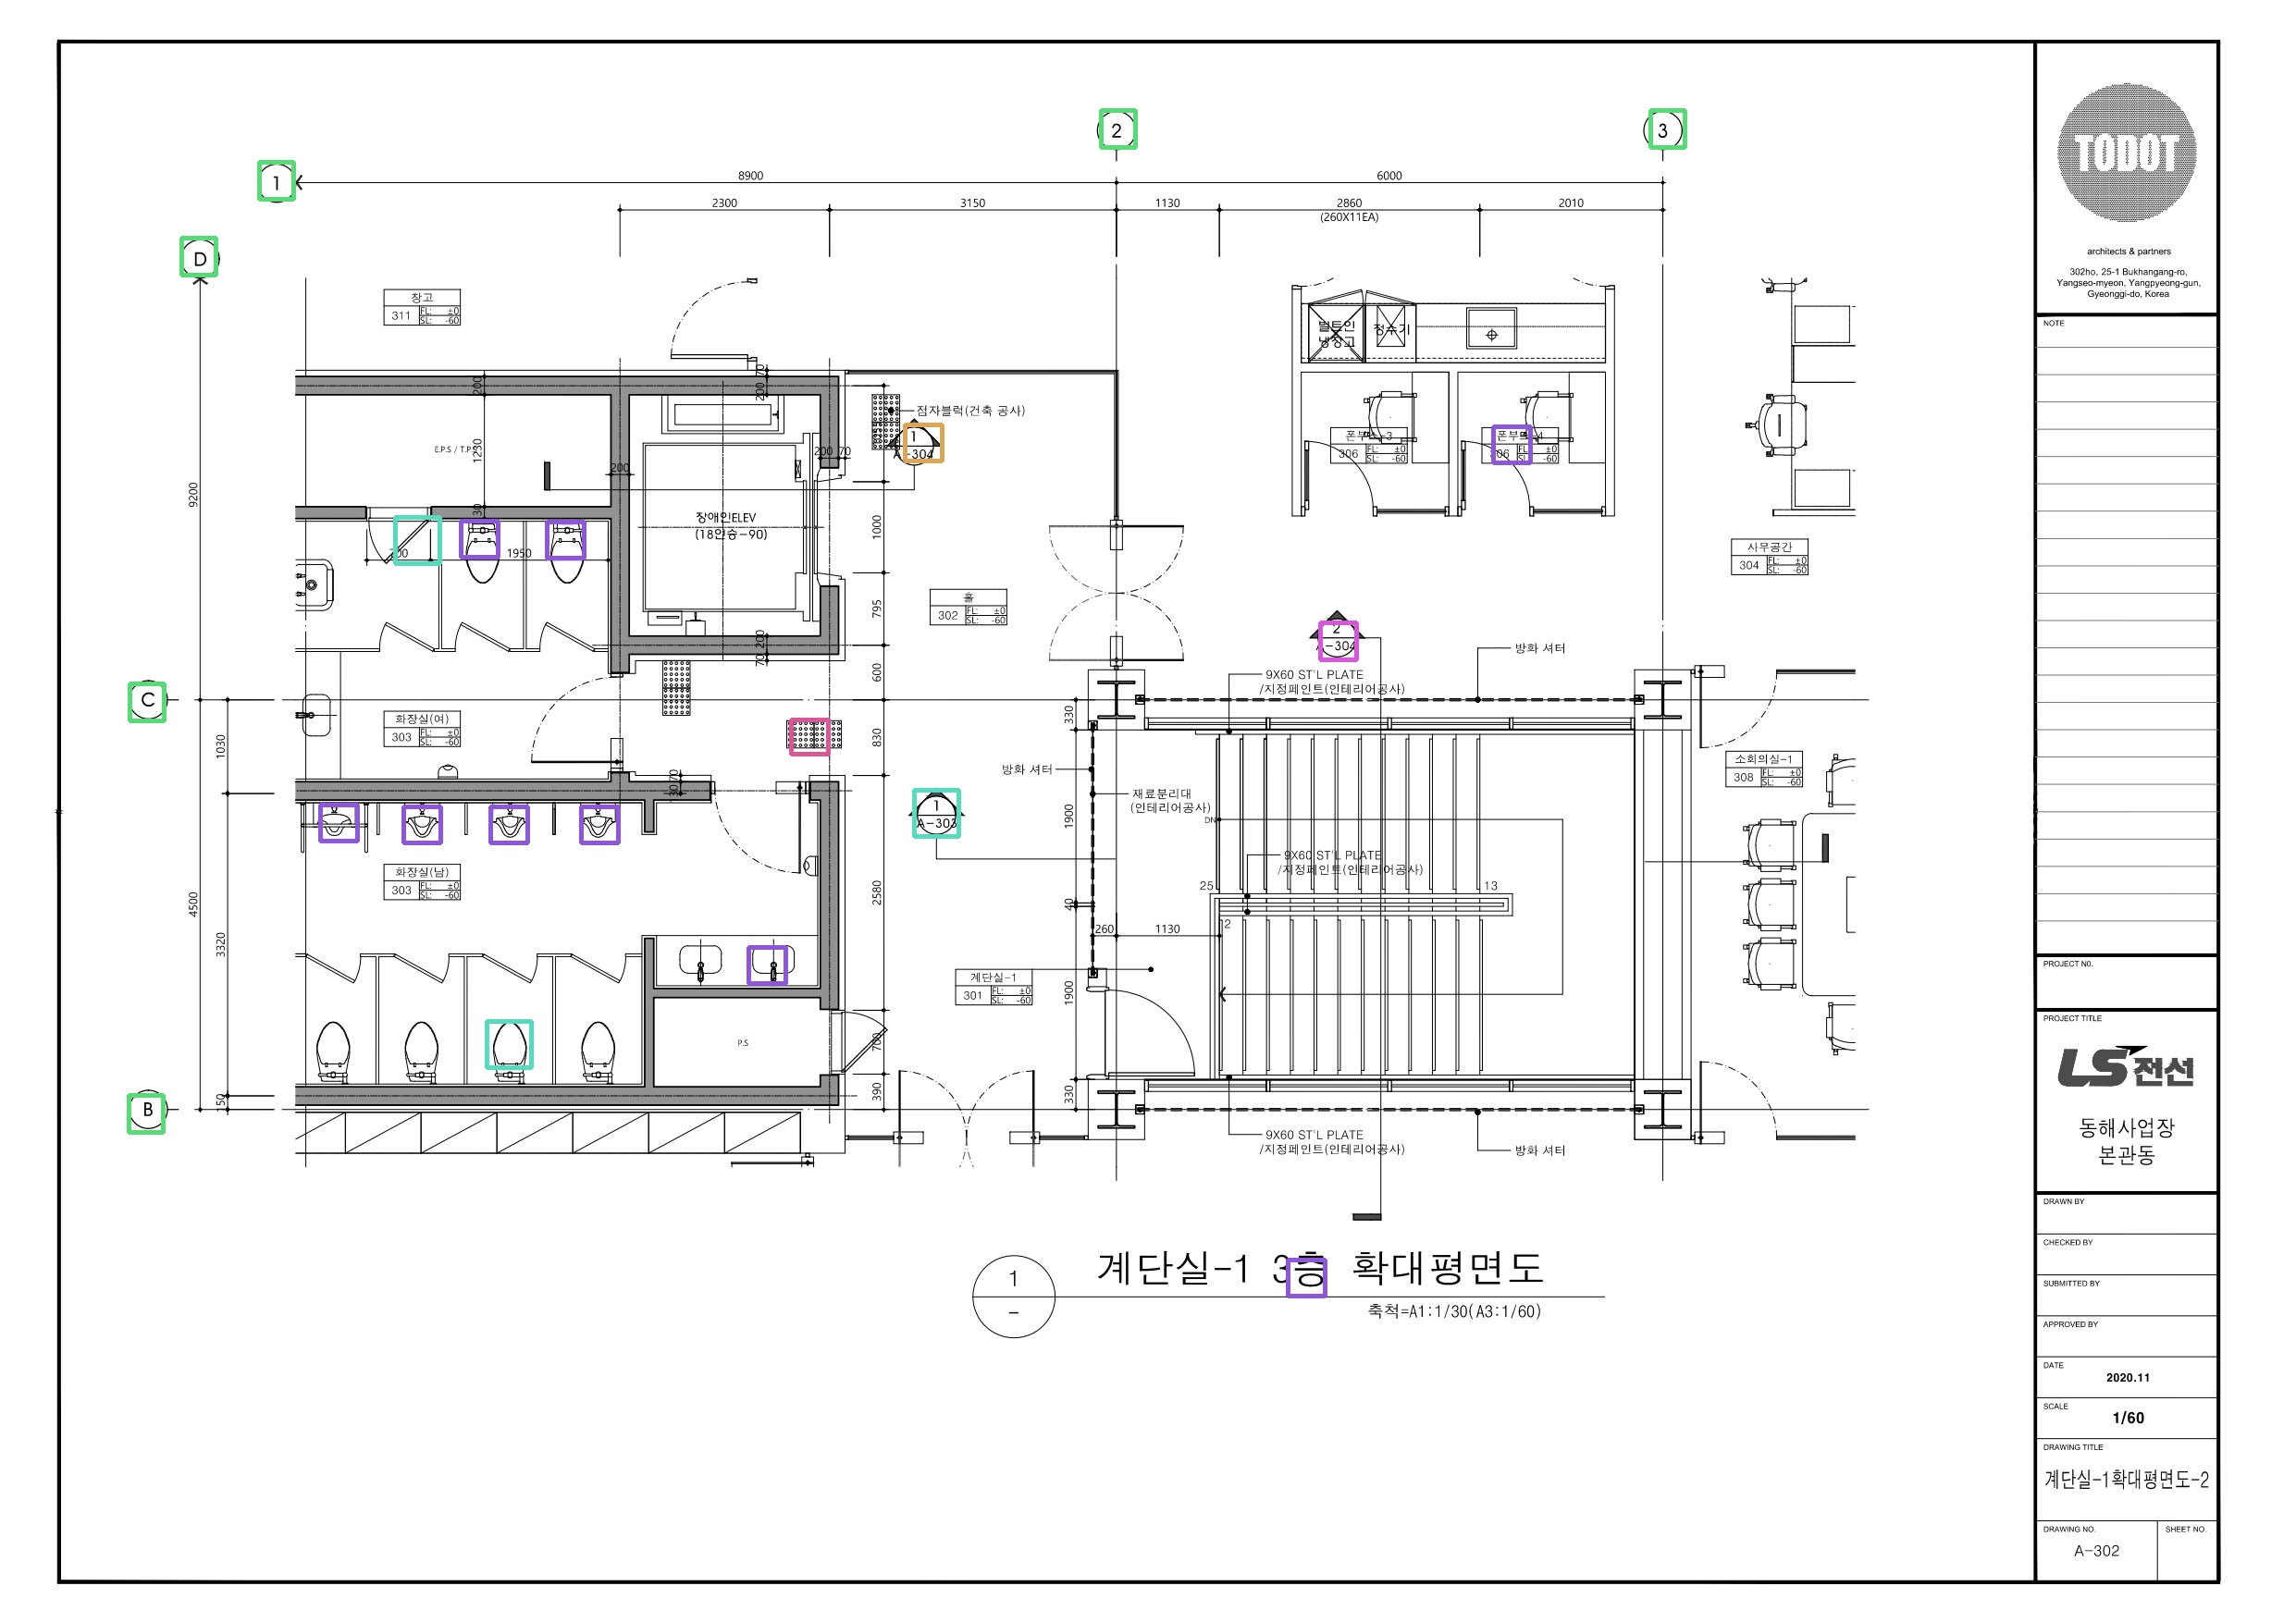 1
2
3
D
C
B
8900
6000
2300
3150
1130
2860
(260X11EA)
2010
창고
311 FL: ±0
SL: -60
빌트인
냉장고
정수기
점자블럭(건축 공사)
1
A-304
E.P.S / T.P.S
200
1230
30
200
70
200
200 70
306 FL: ±0
SL: -60
306 FL: ±0
SL: -60
9200
장애인ELEV
(18인승-90)
1000
1950
사무공간
304 FL: ±0
SL: -60
홀
302 FL: ±0
SL: -60
795
200
70
600
2
A-304
방화 셔터
9X60 ST'L PLATE
/지정페인트(인테리어공사)
화장실(여)
303 FL: ±0
SL: -60
1030
830
330
방화 셔터
소회의실-1
308 FL: ±0
SL: -60
재료분리대
(인테리어공사)
1
A-303
1900
DN
9X60 ST'L PLATE
/지정페인트(인테리어공사)
화장실(남)
303 FL: ±0
SL: -60
25
13
4500
2580
40
260
1130
3320
계단실-1
301 FL: ±0
SL: -60
1900
P.S
700
390
330
150
9X60 ST'L PLATE
/지정페인트(인테리어공사)
방화 셔터
1
-
계단실-1 3층 확대평면도
축척=A1:1/30(A3:1/60)
TODOT
architects & partners
302ho, 25-1 Bukhangang-ro,
Yangseo-myeon, Yangpyeong-gun,
Gyeonggi-do, Korea
NOTE
PROJECT NO.
PROJECT TITLE
LS전선
동해사업장
본관동
DRAWN BY
CHECKED BY
SUBMITTED BY
APPROVED BY
DATE
2020.11
SCALE
1/60
DRAWING TITLE
계단실-1확대평면도-2
DRAWING NO.
SHEET NO.
A-302